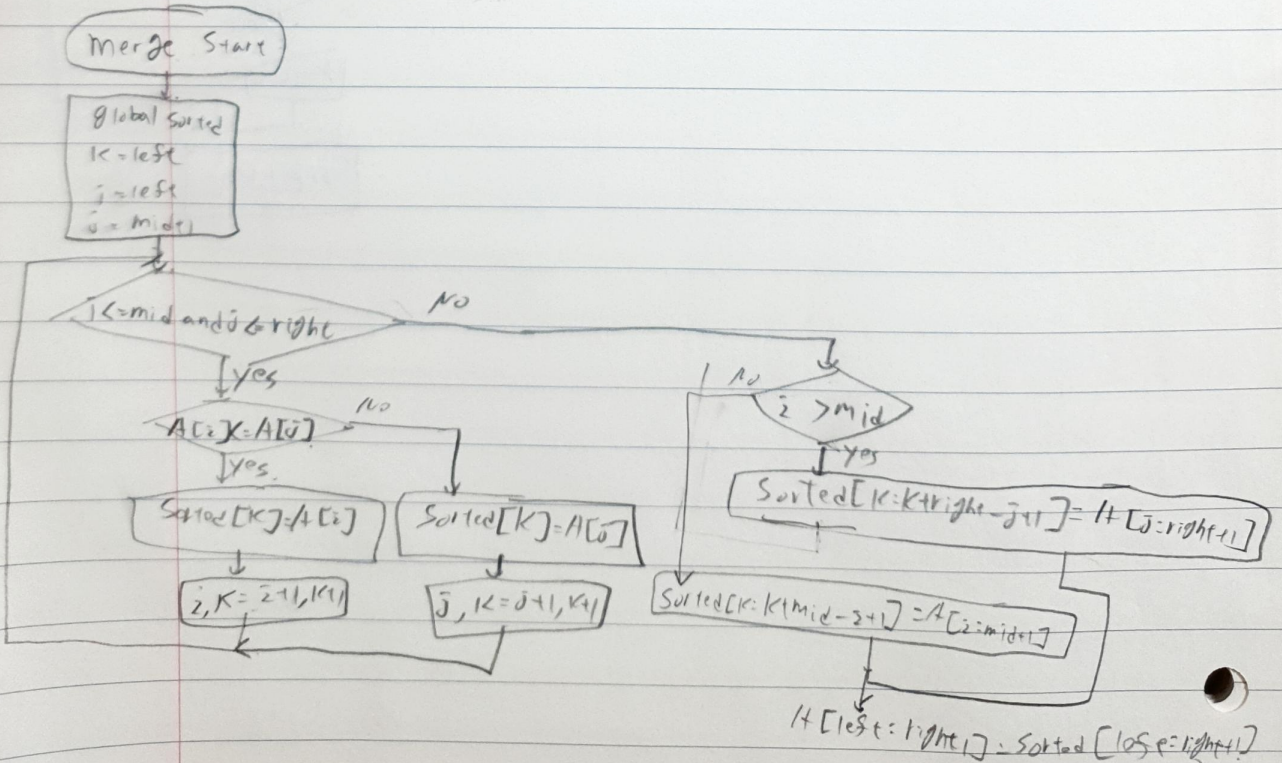 merge Start
global sorted
K=left
i=left
j=mid+1
i<=mid and j<=right
No
yes
No
i >mid
A[i]<=A[j]
No
yes
yes
Sorted[K:K+right-j+1]=A[j:right+1]
Sorted[K]=A[i]
Sorted[K]=A[j]
i,K=i+1,K+1
j,K=j+1,K+1
Sorted[K:K+mid-i+1]=A[i:mid+1]
A[left:right+1]=Sorted[left:right+1]